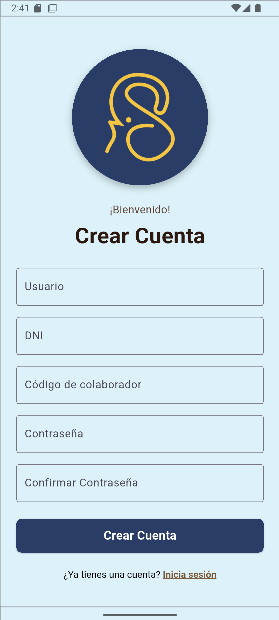 2:41
¡Bienvenido!
Crear Cuenta
Usuario
DNI
Código de colaborador
Contraseña
Confirmar Contraseña
Crear Cuenta
¿Ya tienes una cuenta? Inicia sesión